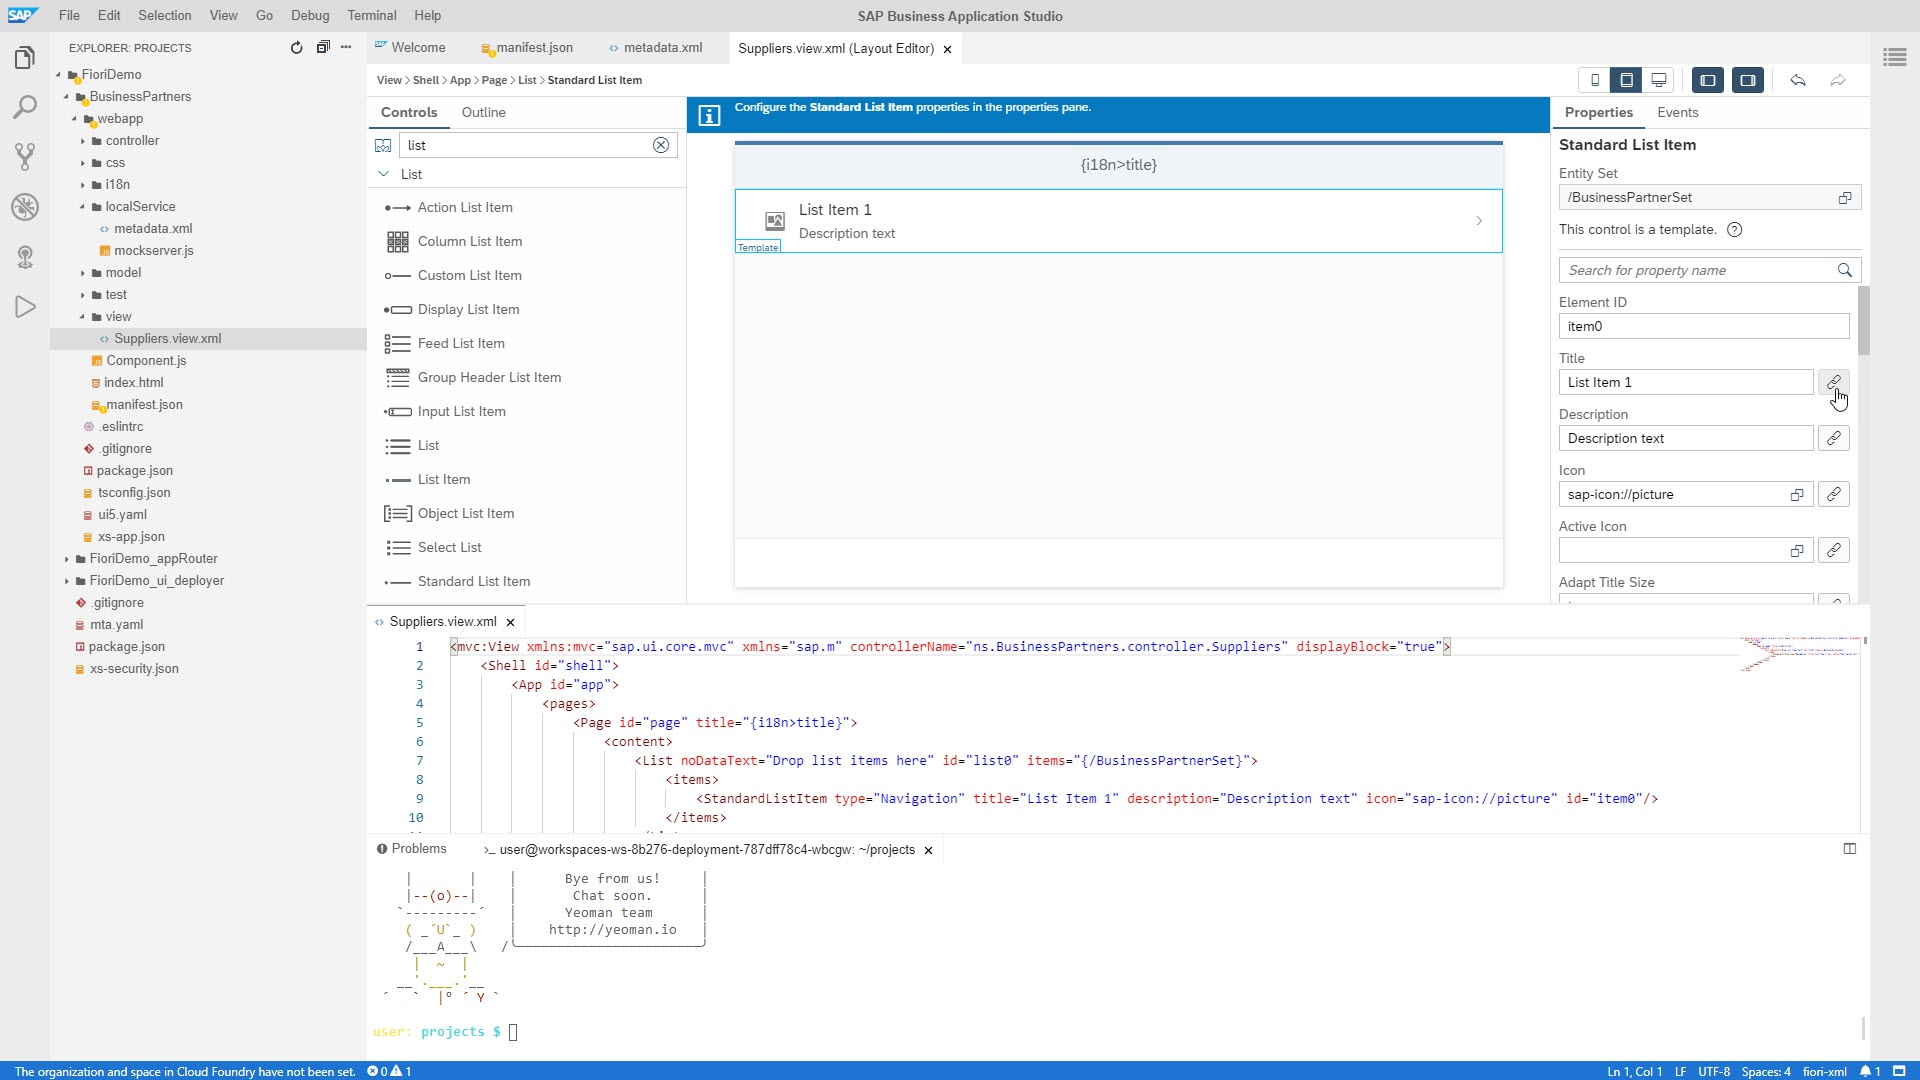 SAP File Edit Selection View Go Debug Terminal Help SAP Business Application Studio
EXPLORER: PROJECTS
FioriDemo
BusinessPartners
webapp
controller
css
i18n
localService
metadata.xml
mockserver.js
model
test
view
Suppliers.view.xml
Component.js
index.html
manifest.json
.eslintrc
.gitignore
package.json
tsconfig.json
ui5.yaml
xs-app.json
FioriDemo_appRouter
FioriDemo_ui_deployer
.gitignore
mta.yaml
package.json
xs-security.json
Welcome manifest.json metadata.xml Suppliers.view.xml (Layout Editor)
View > Shell > App > Page > List > Standard List Item
Controls Outline
list
List
Action List Item
Column List Item
Custom List Item
Display List Item
Feed List Item
Group Header List Item
Input List Item
List
List Item
Object List Item
Select List
Standard List Item
Configure the Standard List Item properties in the properties pane.
{i18n>title}
List Item 1
Description text
Template
Properties Events
Standard List Item
Entity Set
/BusinessPartnerSet
This control is a template. ?
Search for property name
Element ID
item0
Title
List Item 1
Description
Description text
Icon
sap-icon://picture
Active Icon
Adapt Title Size
Suppliers.view.xml
1 <mvc:View xmlns:mvc="sap.ui.core.mvc" xmlns="sap.m" controllerName="ns.BusinessPartners.controller.Suppliers" displayBlock="true">
2 <Shell id="shell">
3 <App id="app">
4 <pages>
5 <Page id="page" title="{i18n>title}">
6 <content>
7 <List noDataText="Drop list items here" id="list0" items="{/BusinessPartnerSet}">
8 <items>
9 <StandardListItem type="Navigation" title="List Item 1" description="Description text" icon="sap-icon://picture" id="item0"/>
10 </items>
Problems >_ user@workspaces-ws-8b276-deployment-787dff78c4-wbcgw: ~/projects
| | | Bye from us! |
|--(o)--| | Chat soon. |
`---------´ | Yeoman team |
( _´U`_ ) | http://yeoman.io |
/___A___\ /
| ~ |
__'.___.'__
´ ` |° ´ Y `
user: projects $
The organization and space in Cloud Foundry have not been set. 0 1 Ln 1, Col 1 LF UTF-8 Spaces: 4 fiori-xml 1